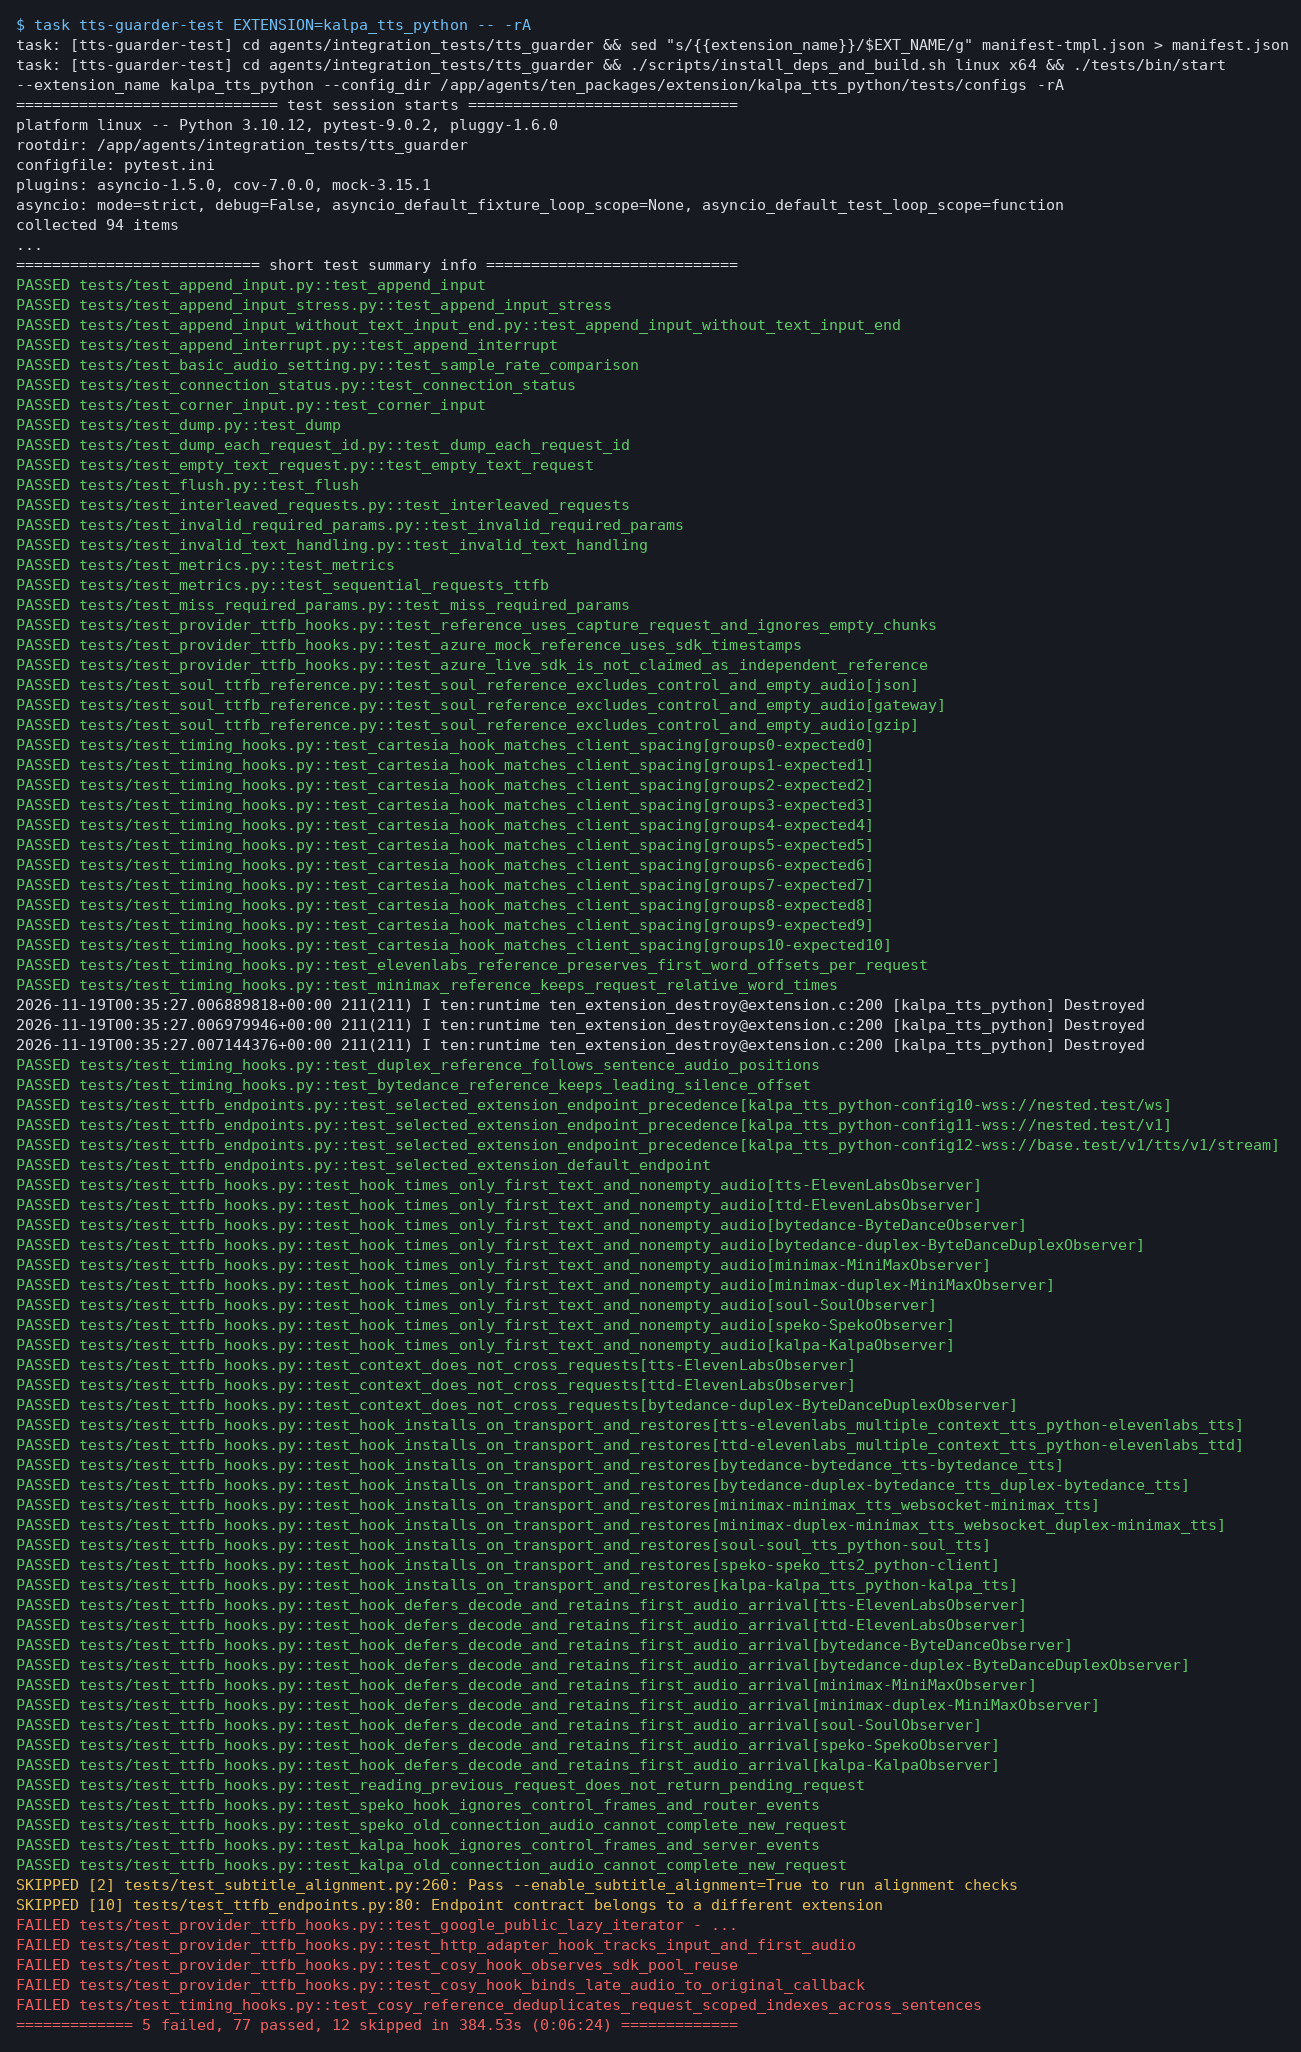 $ task tts-guarder-test EXTENSION=kalpa_tts_python -- -rA
task: [tts-guarder-test] cd agents/integration_tests/tts_guarder && sed "s/{{extension_name}}/$EXT_NAME/g" manifest-tmpl.json > manifest.json
task: [tts-guarder-test] cd agents/integration_tests/tts_guarder && ./scripts/install_deps_and_build.sh linux x64 && ./tests/bin/start
--extension_name kalpa_tts_python --config_dir /app/agents/ten_packages/extension/kalpa_tts_python/tests/configs -rA
============================= test session starts ==============================
platform linux -- Python 3.10.12, pytest-9.0.2, pluggy-1.6.0
rootdir: /app/agents/integration_tests/tts_guarder
configfile: pytest.ini
plugins: asyncio-1.5.0, cov-7.0.0, mock-3.15.1
asyncio: mode=strict, debug=False, asyncio_default_fixture_loop_scope=None, asyncio_default_test_loop_scope=function
collected 94 items
...
=========================== short test summary info ============================
PASSED tests/test_append_input.py::test_append_input
PASSED tests/test_append_input_stress.py::test_append_input_stress
PASSED tests/test_append_input_without_text_input_end.py::test_append_input_without_text_input_end
PASSED tests/test_append_interrupt.py::test_append_interrupt
PASSED tests/test_basic_audio_setting.py::test_sample_rate_comparison
PASSED tests/test_connection_status.py::test_connection_status
PASSED tests/test_corner_input.py::test_corner_input
PASSED tests/test_dump.py::test_dump
PASSED tests/test_dump_each_request_id.py::test_dump_each_request_id
PASSED tests/test_empty_text_request.py::test_empty_text_request
PASSED tests/test_flush.py::test_flush
PASSED tests/test_interleaved_requests.py::test_interleaved_requests
PASSED tests/test_invalid_required_params.py::test_invalid_required_params
PASSED tests/test_invalid_text_handling.py::test_invalid_text_handling
PASSED tests/test_metrics.py::test_metrics
PASSED tests/test_metrics.py::test_sequential_requests_ttfb
PASSED tests/test_miss_required_params.py::test_miss_required_params
PASSED tests/test_provider_ttfb_hooks.py::test_reference_uses_capture_request_and_ignores_empty_chunks
PASSED tests/test_provider_ttfb_hooks.py::test_azure_mock_reference_uses_sdk_timestamps
PASSED tests/test_provider_ttfb_hooks.py::test_azure_live_sdk_is_not_claimed_as_independent_reference
PASSED tests/test_soul_ttfb_reference.py::test_soul_reference_excludes_control_and_empty_audio[json]
PASSED tests/test_soul_ttfb_reference.py::test_soul_reference_excludes_control_and_empty_audio[gateway]
PASSED tests/test_soul_ttfb_reference.py::test_soul_reference_excludes_control_and_empty_audio[gzip]
PASSED tests/test_timing_hooks.py::test_cartesia_hook_matches_client_spacing[groups0-expected0]
PASSED tests/test_timing_hooks.py::test_cartesia_hook_matches_client_spacing[groups1-expected1]
PASSED tests/test_timing_hooks.py::test_cartesia_hook_matches_client_spacing[groups2-expected2]
PASSED tests/test_timing_hooks.py::test_cartesia_hook_matches_client_spacing[groups3-expected3]
PASSED tests/test_timing_hooks.py::test_cartesia_hook_matches_client_spacing[groups4-expected4]
PASSED tests/test_timing_hooks.py::test_cartesia_hook_matches_client_spacing[groups5-expected5]
PASSED tests/test_timing_hooks.py::test_cartesia_hook_matches_client_spacing[groups6-expected6]
PASSED tests/test_timing_hooks.py::test_cartesia_hook_matches_client_spacing[groups7-expected7]
PASSED tests/test_timing_hooks.py::test_cartesia_hook_matches_client_spacing[groups8-expected8]
PASSED tests/test_timing_hooks.py::test_cartesia_hook_matches_client_spacing[groups9-expected9]
PASSED tests/test_timing_hooks.py::test_cartesia_hook_matches_client_spacing[groups10-expected10]
PASSED tests/test_timing_hooks.py::test_elevenlabs_reference_preserves_first_word_offsets_per_request
PASSED tests/test_timing_hooks.py::test_minimax_reference_keeps_request_relative_word_times
2026-11-19T00:35:27.006889818+00:00 211(211) I ten:runtime ten_extension_destroy@extension.c:200 [kalpa_tts_python] Destroyed
2026-11-19T00:35:27.006979946+00:00 211(211) I ten:runtime ten_extension_destroy@extension.c:200 [kalpa_tts_python] Destroyed
2026-11-19T00:35:27.007144376+00:00 211(211) I ten:runtime ten_extension_destroy@extension.c:200 [kalpa_tts_python] Destroyed
PASSED tests/test_timing_hooks.py::test_duplex_reference_follows_sentence_audio_positions
PASSED tests/test_timing_hooks.py::test_bytedance_reference_keeps_leading_silence_offset
PASSED tests/test_ttfb_endpoints.py::test_selected_extension_endpoint_precedence[kalpa_tts_python-config10-wss://nested.test/ws]
PASSED tests/test_ttfb_endpoints.py::test_selected_extension_endpoint_precedence[kalpa_tts_python-config11-wss://nested.test/v1]
PASSED tests/test_ttfb_endpoints.py::test_selected_extension_endpoint_precedence[kalpa_tts_python-config12-wss://base.test/v1/tts/v1/stream]
PASSED tests/test_ttfb_endpoints.py::test_selected_extension_default_endpoint
PASSED tests/test_ttfb_hooks.py::test_hook_times_only_first_text_and_nonempty_audio[tts-ElevenLabsObserver]
PASSED tests/test_ttfb_hooks.py::test_hook_times_only_first_text_and_nonempty_audio[ttd-ElevenLabsObserver]
PASSED tests/test_ttfb_hooks.py::test_hook_times_only_first_text_and_nonempty_audio[bytedance-ByteDanceObserver]
PASSED tests/test_ttfb_hooks.py::test_hook_times_only_first_text_and_nonempty_audio[bytedance-duplex-ByteDanceDuplexObserver]
PASSED tests/test_ttfb_hooks.py::test_hook_times_only_first_text_and_nonempty_audio[minimax-MiniMaxObserver]
PASSED tests/test_ttfb_hooks.py::test_hook_times_only_first_text_and_nonempty_audio[minimax-duplex-MiniMaxObserver]
PASSED tests/test_ttfb_hooks.py::test_hook_times_only_first_text_and_nonempty_audio[soul-SoulObserver]
PASSED tests/test_ttfb_hooks.py::test_hook_times_only_first_text_and_nonempty_audio[speko-SpekoObserver]
PASSED tests/test_ttfb_hooks.py::test_hook_times_only_first_text_and_nonempty_audio[kalpa-KalpaObserver]
PASSED tests/test_ttfb_hooks.py::test_context_does_not_cross_requests[tts-ElevenLabsObserver]
PASSED tests/test_ttfb_hooks.py::test_context_does_not_cross_requests[ttd-ElevenLabsObserver]
PASSED tests/test_ttfb_hooks.py::test_context_does_not_cross_requests[bytedance-duplex-ByteDanceDuplexObserver]
PASSED tests/test_ttfb_hooks.py::test_hook_installs_on_transport_and_restores[tts-elevenlabs_multiple_context_tts_python-elevenlabs_tts]
PASSED tests/test_ttfb_hooks.py::test_hook_installs_on_transport_and_restores[ttd-elevenlabs_multiple_context_tts_python-elevenlabs_ttd]
PASSED tests/test_ttfb_hooks.py::test_hook_installs_on_transport_and_restores[bytedance-bytedance_tts-bytedance_tts]
PASSED tests/test_ttfb_hooks.py::test_hook_installs_on_transport_and_restores[bytedance-duplex-bytedance_tts_duplex-bytedance_tts]
PASSED tests/test_ttfb_hooks.py::test_hook_installs_on_transport_and_restores[minimax-minimax_tts_websocket-minimax_tts]
PASSED tests/test_ttfb_hooks.py::test_hook_installs_on_transport_and_restores[minimax-duplex-minimax_tts_websocket_duplex-minimax_tts]
PASSED tests/test_ttfb_hooks.py::test_hook_installs_on_transport_and_restores[soul-soul_tts_python-soul_tts]
PASSED tests/test_ttfb_hooks.py::test_hook_installs_on_transport_and_restores[speko-speko_tts2_python-client]
PASSED tests/test_ttfb_hooks.py::test_hook_installs_on_transport_and_restores[kalpa-kalpa_tts_python-kalpa_tts]
PASSED tests/test_ttfb_hooks.py::test_hook_defers_decode_and_retains_first_audio_arrival[tts-ElevenLabsObserver]
PASSED tests/test_ttfb_hooks.py::test_hook_defers_decode_and_retains_first_audio_arrival[ttd-ElevenLabsObserver]
PASSED tests/test_ttfb_hooks.py::test_hook_defers_decode_and_retains_first_audio_arrival[bytedance-ByteDanceObserver]
PASSED tests/test_ttfb_hooks.py::test_hook_defers_decode_and_retains_first_audio_arrival[bytedance-duplex-ByteDanceDuplexObserver]
PASSED tests/test_ttfb_hooks.py::test_hook_defers_decode_and_retains_first_audio_arrival[minimax-MiniMaxObserver]
PASSED tests/test_ttfb_hooks.py::test_hook_defers_decode_and_retains_first_audio_arrival[minimax-duplex-MiniMaxObserver]
PASSED tests/test_ttfb_hooks.py::test_hook_defers_decode_and_retains_first_audio_arrival[soul-SoulObserver]
PASSED tests/test_ttfb_hooks.py::test_hook_defers_decode_and_retains_first_audio_arrival[speko-SpekoObserver]
PASSED tests/test_ttfb_hooks.py::test_hook_defers_decode_and_retains_first_audio_arrival[kalpa-KalpaObserver]
PASSED tests/test_ttfb_hooks.py::test_reading_previous_request_does_not_return_pending_request
PASSED tests/test_ttfb_hooks.py::test_speko_hook_ignores_control_frames_and_router_events
PASSED tests/test_ttfb_hooks.py::test_speko_old_connection_audio_cannot_complete_new_request
PASSED tests/test_ttfb_hooks.py::test_kalpa_hook_ignores_control_frames_and_server_events
PASSED tests/test_ttfb_hooks.py::test_kalpa_old_connection_audio_cannot_complete_new_request
SKIPPED [2] tests/test_subtitle_alignment.py:260: Pass --enable_subtitle_alignment=True to run alignment checks
SKIPPED [10] tests/test_ttfb_endpoints.py:80: Endpoint contract belongs to a different extension
FAILED tests/test_provider_ttfb_hooks.py::test_google_public_lazy_iterator - ...
FAILED tests/test_provider_ttfb_hooks.py::test_http_adapter_hook_tracks_input_and_first_audio
FAILED tests/test_provider_ttfb_hooks.py::test_cosy_hook_observes_sdk_pool_reuse
FAILED tests/test_provider_ttfb_hooks.py::test_cosy_hook_binds_late_audio_to_original_callback
FAILED tests/test_timing_hooks.py::test_cosy_reference_deduplicates_request_scoped_indexes_across_sentences
============= 5 failed, 77 passed, 12 skipped in 384.53s (0:06:24) =============